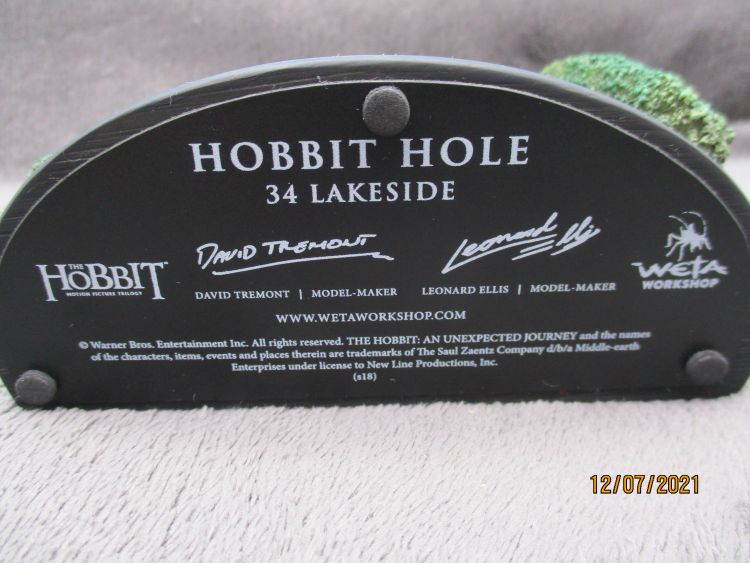 HOBBIT HOLE
34 LAKESIDE
DAVID TREMONT
Leonard Ellis
THE
HOBBIT
MOTION PICTURE TRILOGY
DAVID TREMONT | MODEL-MAKER
LEONARD ELLIS | MODEL-MAKER
WETA
WORKSHOP
WWW.WETAWORKSHOP.COM
© Warner Bros. Entertainment Inc. All rights reserved. THE HOBBIT: AN UNEXPECTED JOURNEY and the names
of the characters, items, events and places therein are trademarks of The Saul Zaentz Company d/b/a Middle-earth
Enterprises under license to New Line Productions, Inc.
(s18)
12/07/2021